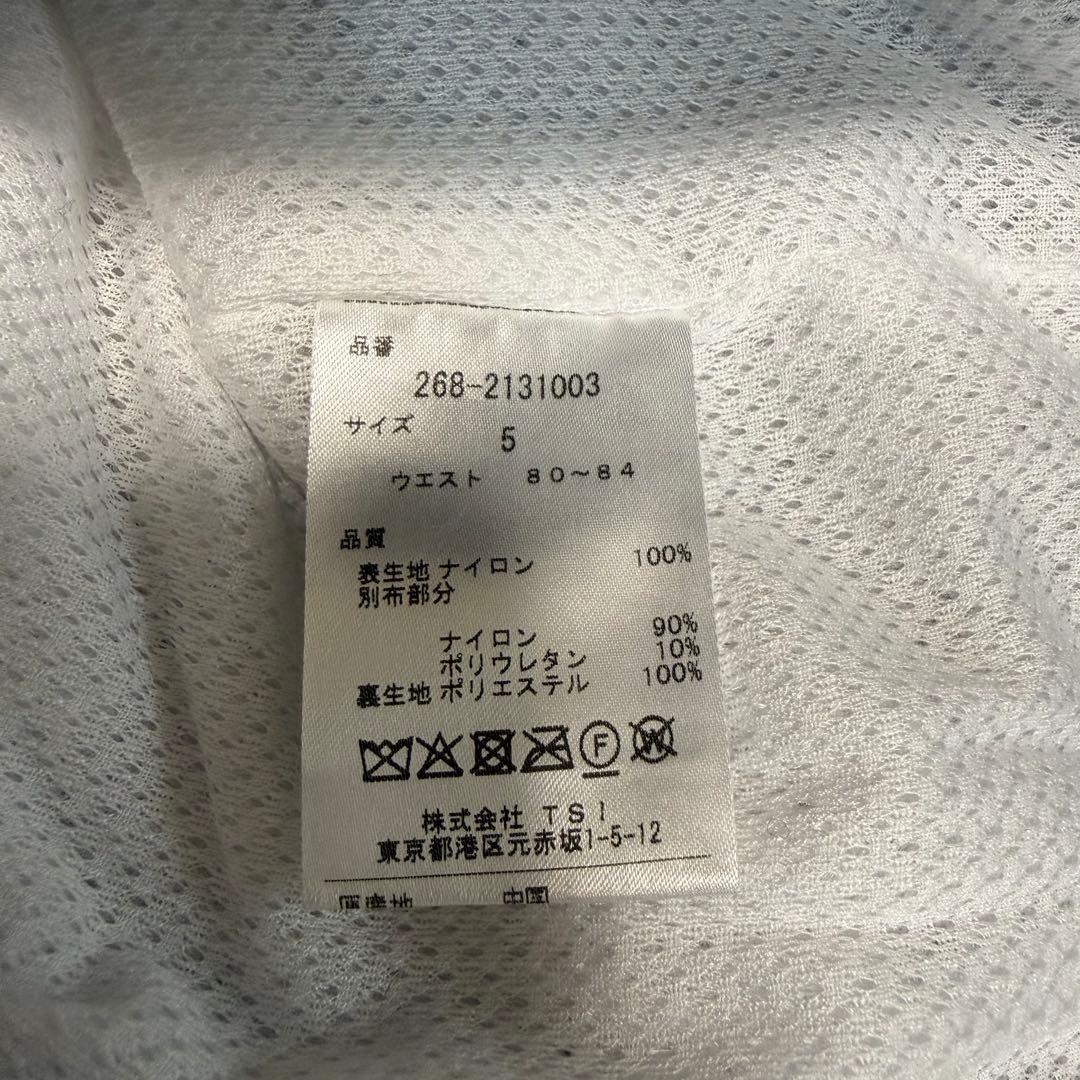 品番
268-2131003
サイズ
5
ウエスト 80～84
品質
表生地 ナイロン 100%
別布部分
ナイロン 90%
ポリウレタン 10%
裏生地 ポリエステル 100%
F
W
株式会社 TSI
東京都港区元赤坂1-5-12